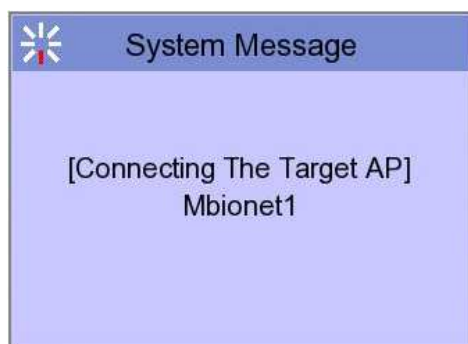 System Message
[Connecting The Target AP]
Mbionet1